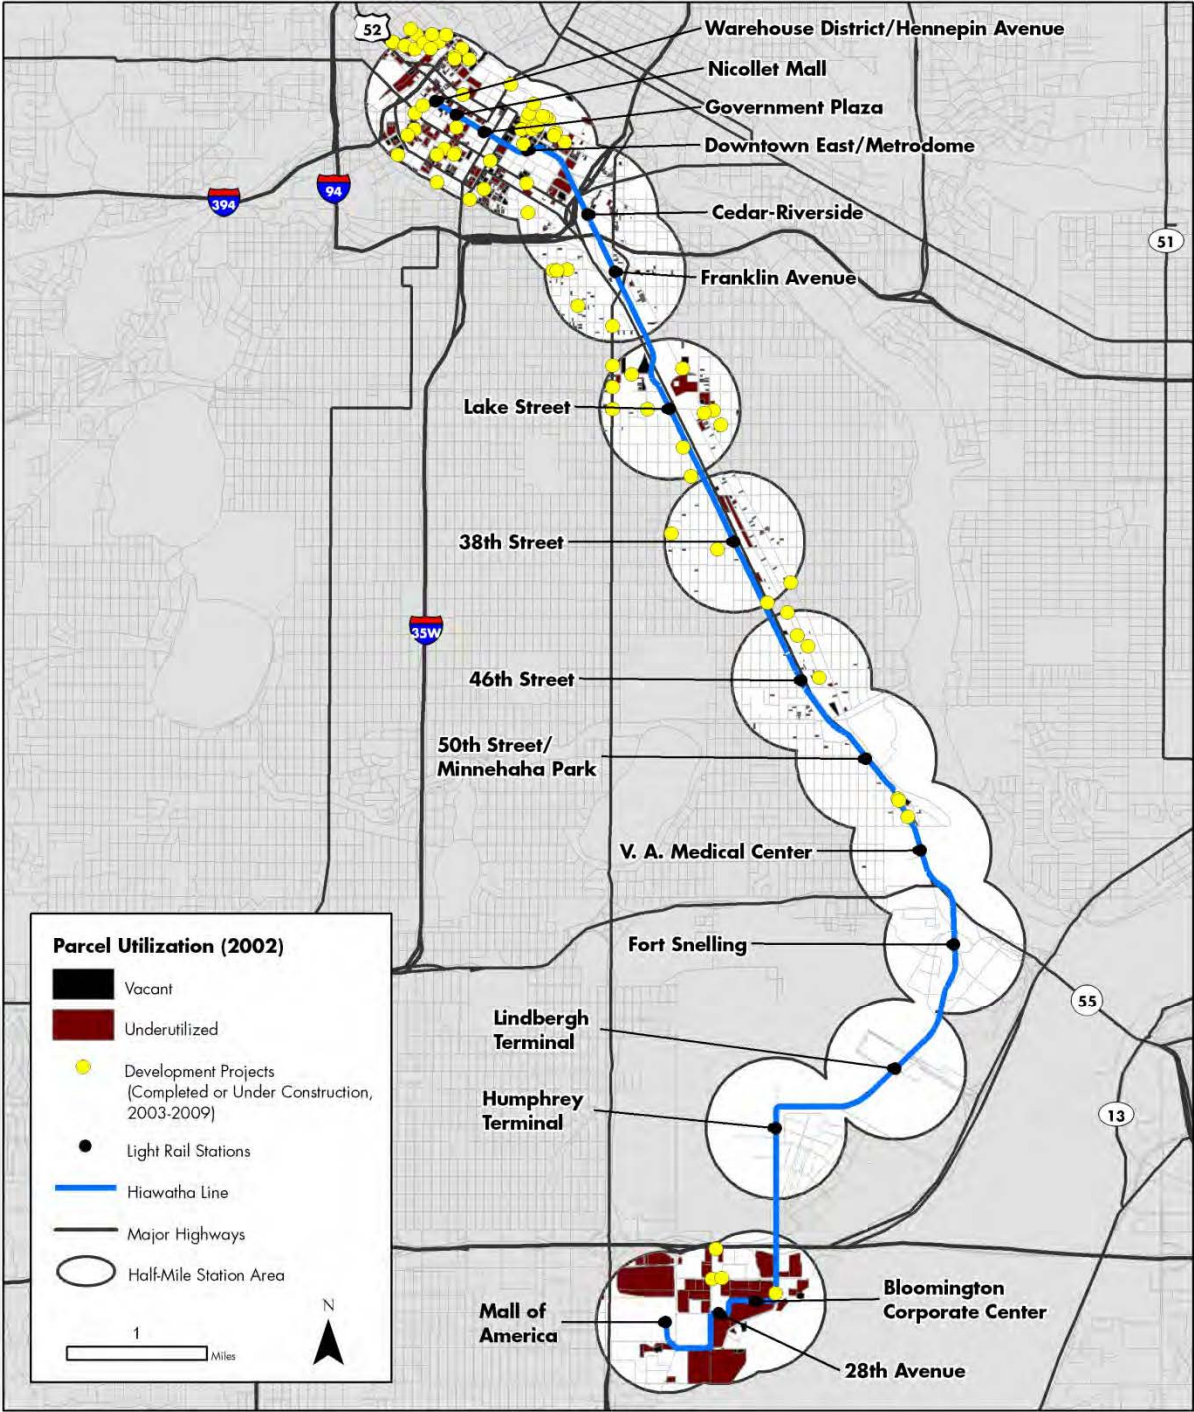 52
Warehouse District/Hennepin Avenue
Nicollet Mall
Government Plaza
Downtown East/Metrodome
394
94
Cedar-Riverside
51
Franklin Avenue
Lake Street
38th Street
35W
46th Street
50th Street/
Minnehaha Park
V. A. Medical Center
Fort Snelling
55
Lindbergh
Terminal
Humphrey
Terminal
13
Bloomington
Corporate Center
Mall of
America
28th Avenue
Parcel Utilization (2002)
Vacant
Underutilized
Development Projects
(Completed or Under Construction,
2003-2009)
Light Rail Stations
Hiawatha Line
Major Highways
Half-Mile Station Area
N
1
Miles